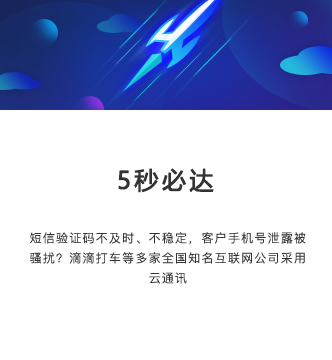 5秒必达
短信验证码不及时、不稳定，客户手机号泄露被
骚扰？滴滴打车等多家全国知名互联网公司采用
云通讯